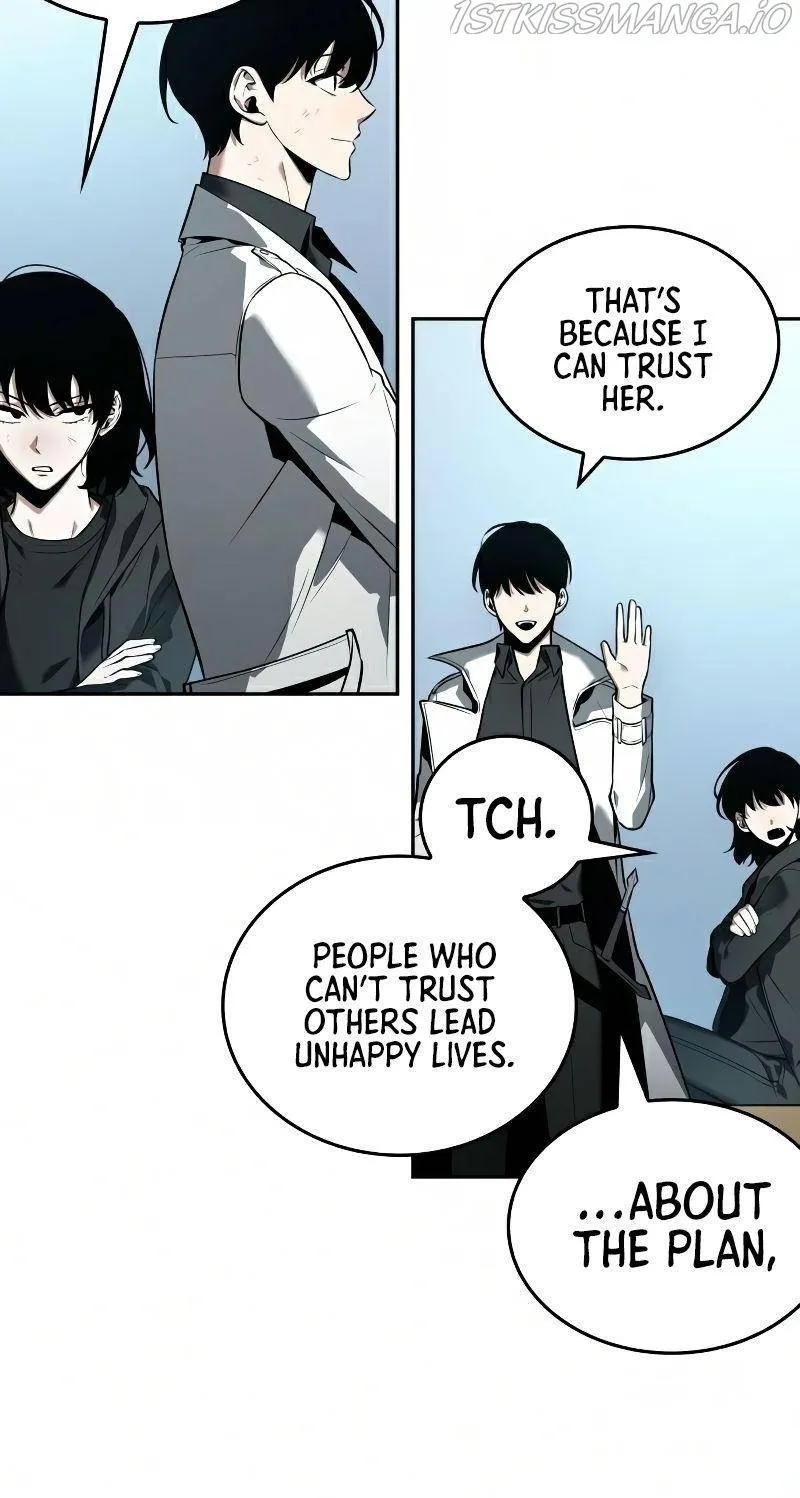 1STKISSMANGA.IO
THAT'S
BECAUSE I
CAN TRUST
HER.
TCH.
PEOPLE WHO
CAN'T TRUST
OTHERS LEAD
UNHAPPY LIVES.
...ABOUT
THE PLAN,